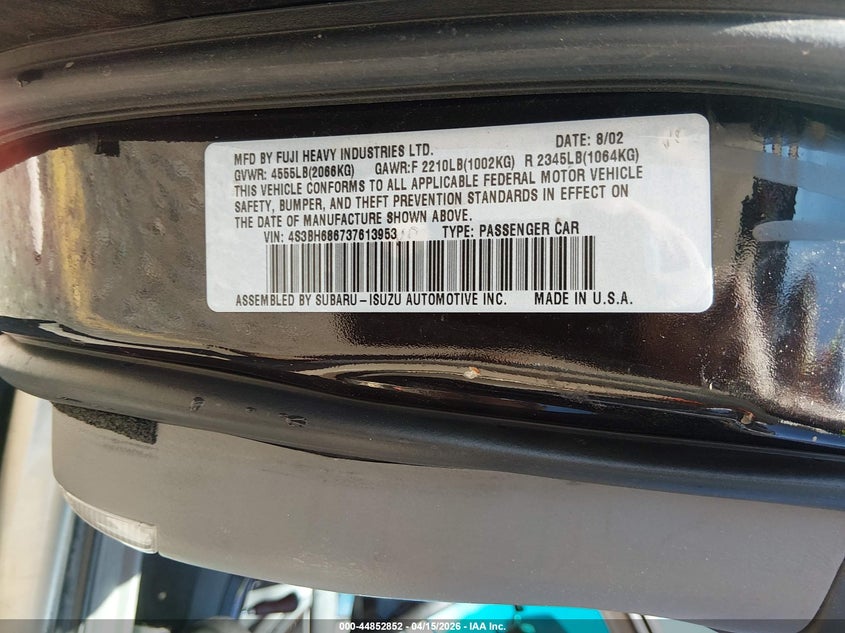 MFD BY FUJI HEAVY INDUSTRIES LTD. DATE: 8/02
GVWR: 4555LB(2066KG) GAWR:F 2210LB(1002KG) R 2345LB(1064KG)
THIS VEHICLE CONFORMS TO ALL APPLICABLE FEDERAL MOTOR VEHICLE
SAFETY, BUMPER, AND THEFT PREVENTION STANDARDS IN EFFECT ON
THE DATE OF MANUFACTURE SHOWN ABOVE.
VIN: 4S3BH686737613953 TYPE: PASSENGER CAR
ASSEMBLED BY SUBARU-ISUZU AUTOMOTIVE INC. MADE IN U.S.A.
000-44852852 - 04/15/2026 - IAA Inc.